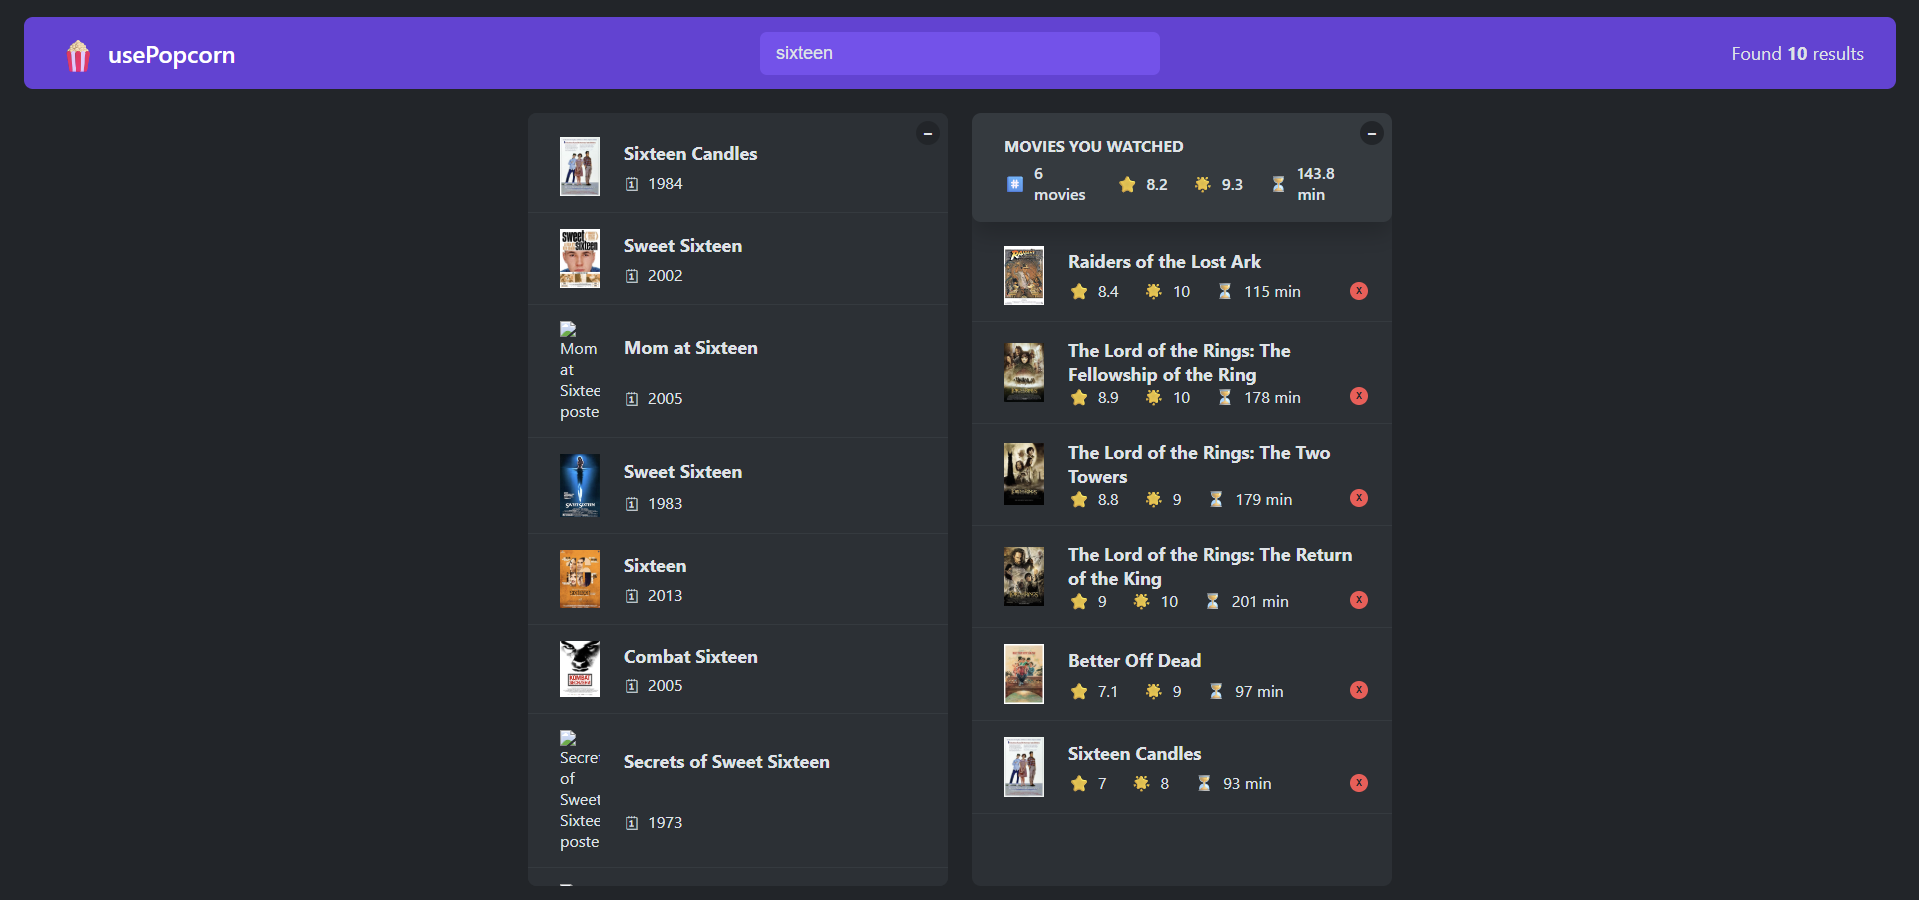 usePopcorn
sixteen
Found 10 results
Sixteen Candles
1984
Sweet Sixteen
2002
Mom
at
Sixtee
poste
Mom at Sixteen
2005
Sweet Sixteen
1983
Sixteen
2013
Combat Sixteen
2005
Secre
of
Sweet
Sixtee
poste
Secrets of Sweet Sixteen
1973
MOVIES YOU WATCHED
6 movies
8.2
9.3
143.8 min
Raiders of the Lost Ark
8.4 10 115 min X
The Lord of the Rings: The
Fellowship of the Ring
8.9 10 178 min X
The Lord of the Rings: The Two
Towers
8.8 9 179 min X
The Lord of the Rings: The Return
of the King
9 10 201 min X
Better Off Dead
7.1 9 97 min X
Sixteen Candles
7 8 93 min X